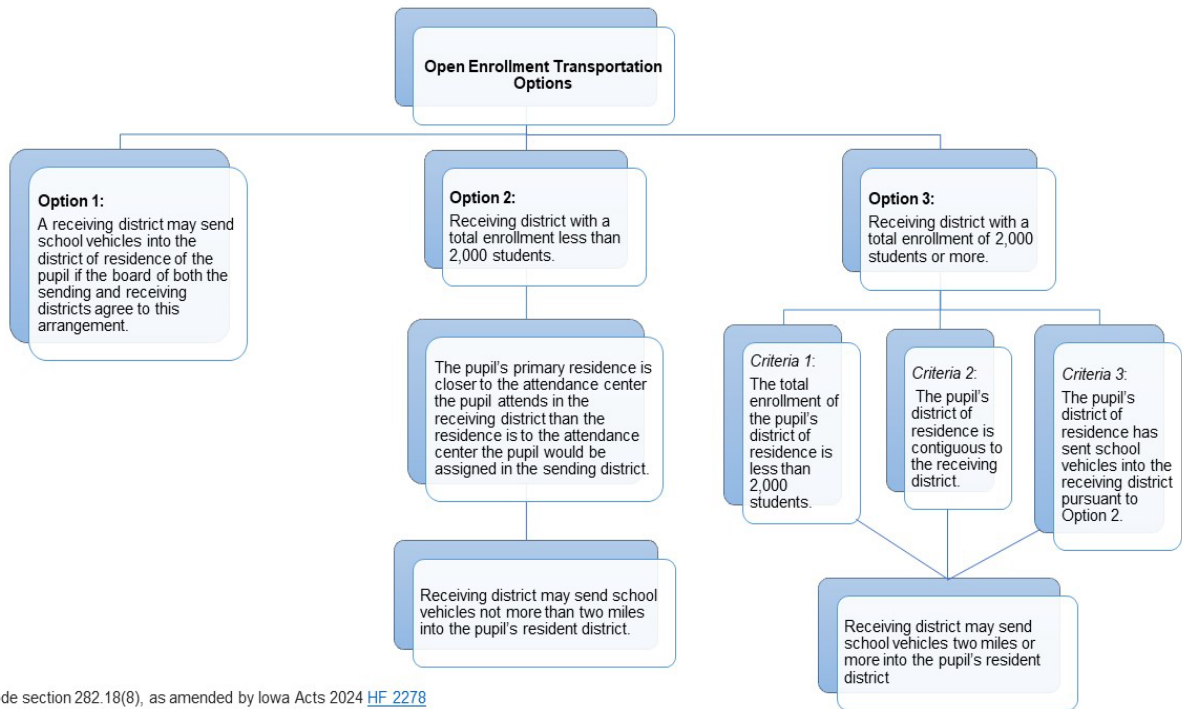 Open Enrollment Transportation
Options
Option 1:
A receiving district may send
school vehicles into the
district of residence of the
pupil if the board of both the
sending and receiving
districts agree to this
arrangement.
Option 2:
Receiving district with a
total enrollment less than
2,000 students.
The pupil’s primary residence is
closer to the attendance center
the pupil attends in the
receiving district than the
residence is to the attendance
center the pupil would be
assigned in the sending district.
Receiving district may send school
vehicles not more than two miles
into the pupil’s resident district.
Option 3:
Receiving district with a
total enrollment of 2,000
students or more.
Criteria 1:
The total
enrollment of
the pupil’s
district of
residence is
less than
2,000
students.
Criteria 2:
The pupil’s
district of
residence is
contiguous to
the receiving
district.
Criteria 3:
The pupil’s
district of
residence has
sent school
vehicles into the
receiving district
pursuant to
Option 2.
Receiving district may send
school vehicles two miles or
more into the pupil’s resident
district
de section 282.18(8), as amended by Iowa Acts 2024 HF 2278